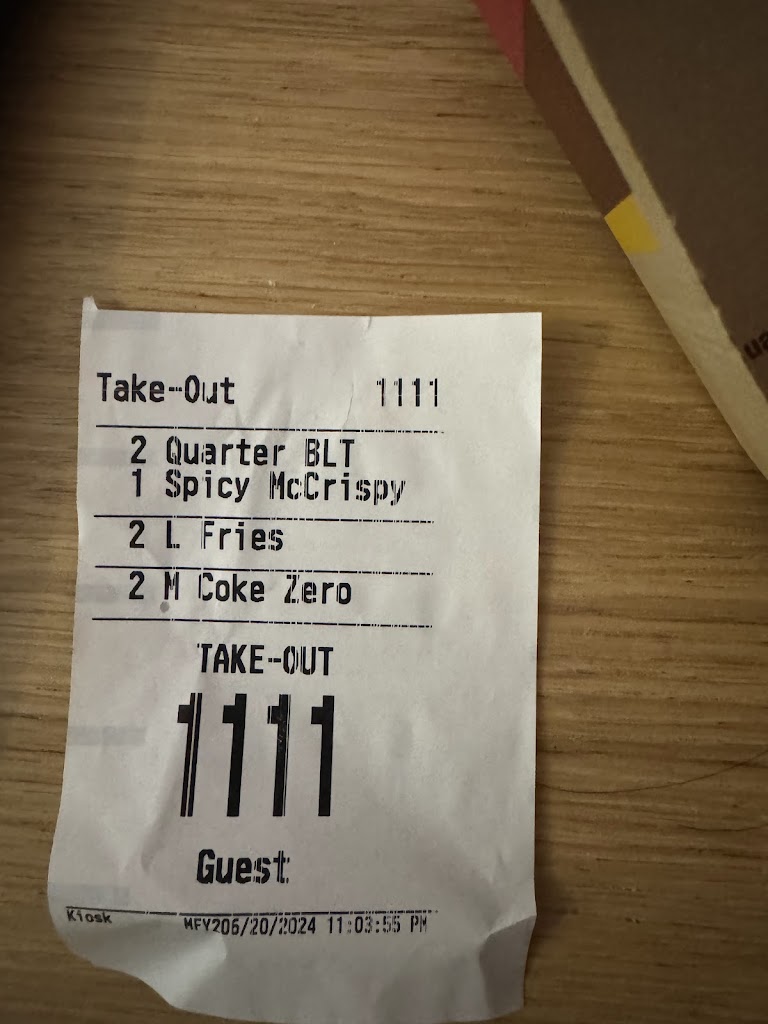 Take-Out 1111
2 Quarter BLT
1 Spicy McCrispy
2 L Fries
2 M Coke Zero
TAKE-OUT
1111
Guest
Kiosk MFY206/20/2024 11:03:55 PM